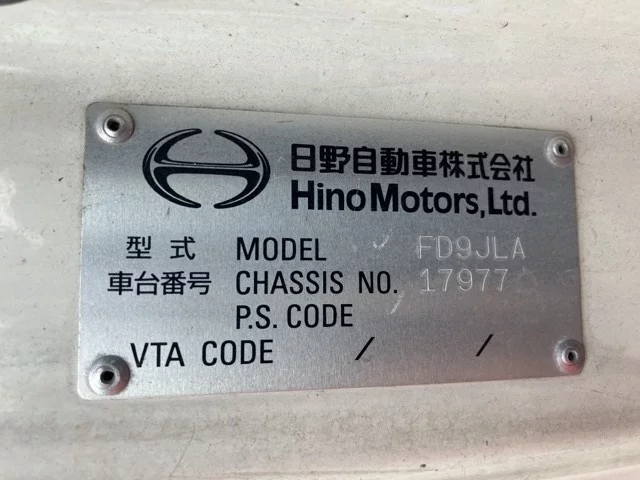 日野自動車株式会社
Hino Motors, Ltd.
型式 MODEL FD9JLA
車台番号 CHASSIS NO. 17977
P.S. CODE
VTA CODE / /